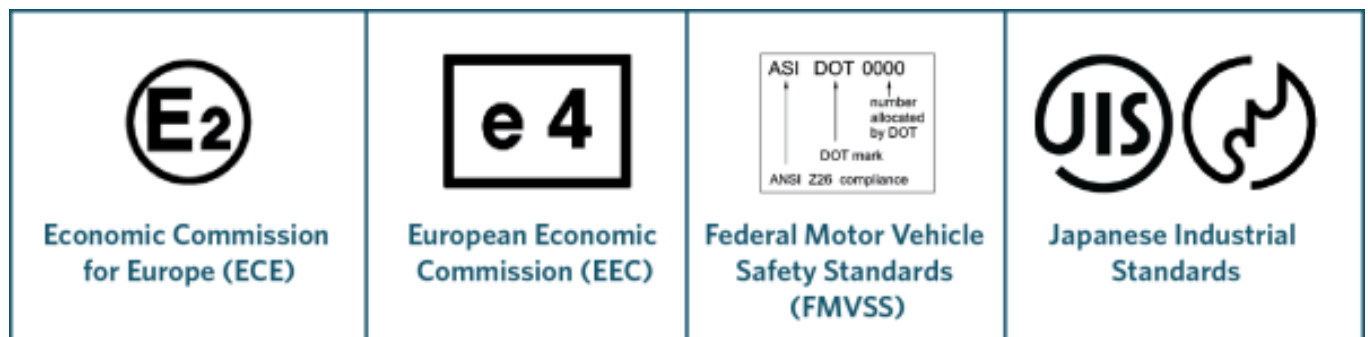 E2
Economic Commission
for Europe (ECE)
e 4
European Economic
Commission (EEC)
ASI DOT 0000
number
allocated
by DOT
DOT mark
ANSI Z26 compliance
Federal Motor Vehicle
Safety Standards
(FMVSS)
JIS
Japanese Industrial
Standards